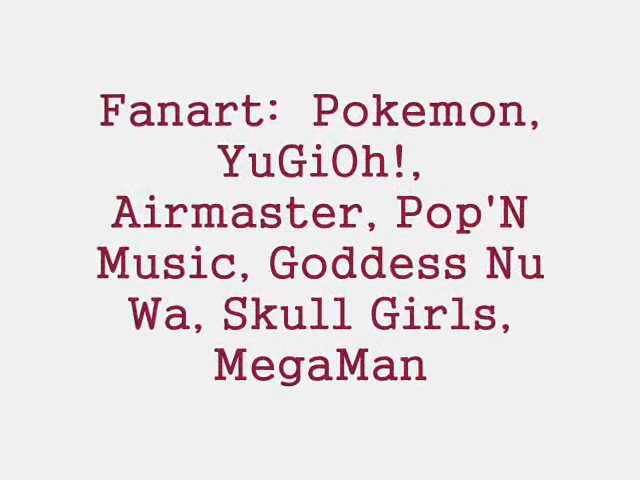 Fanart: Pokemon,
YuGiOh!,
Airmaster, Pop'N
Music, Goddess Nu
Wa, Skull Girls,
MegaMan